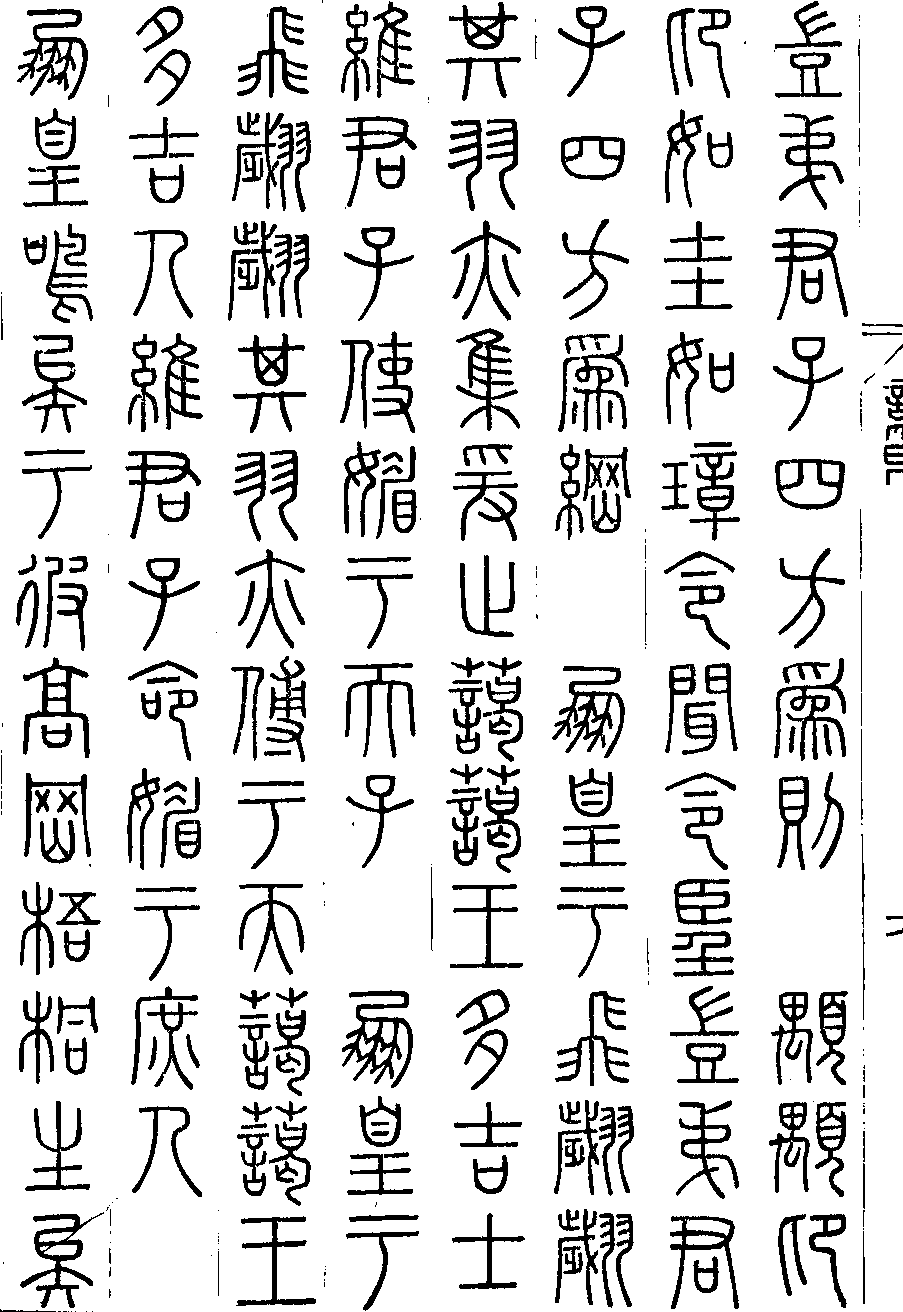 豈弟君子四方爲則　顒顒卬
卬如圭如璋令聞令望豈弟君
子四方爲綱　鳳皇于飛翽翽
其羽亦集爰止藹藹王多吉士
維君子使媚于天子　鳳皇于
飛翽翽其羽亦傅于天藹藹王
多吉人維君子命媚于庶人
鳳皇鳴矣于彼高岡梧桐生矣